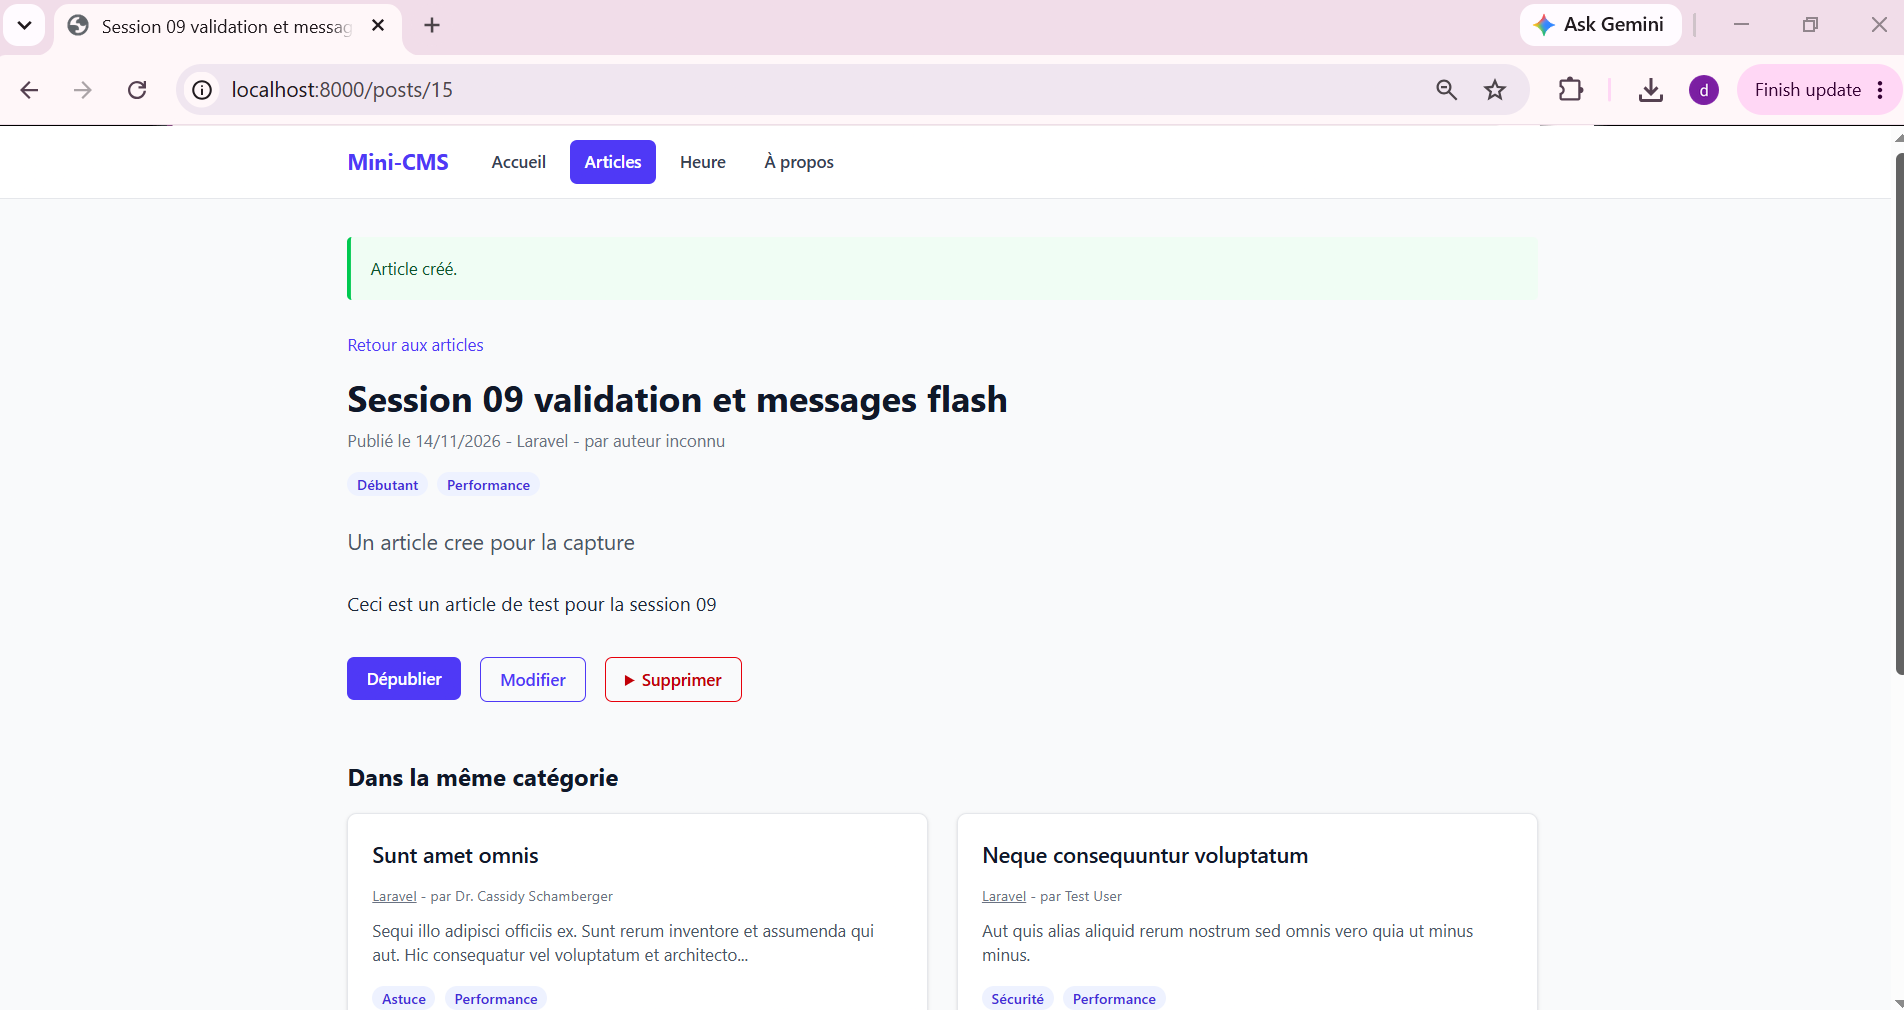 Session 09 validation et messag
Ask Gemini
localhost:8000/posts/15
d
Finish update
Mini-CMS Accueil Articles Heure À propos
Article créé.
Retour aux articles
Session 09 validation et messages flash
Publié le 14/11/2026 - Laravel - par auteur inconnu
Débutant Performance
Un article cree pour la capture
Ceci est un article de test pour la session 09
Dépublier Modifier Supprimer
Dans la même catégorie
Sunt amet omnis
Laravel - par Dr. Cassidy Schamberger
Sequi illo adipisci officiis ex. Sunt rerum inventore et assumenda qui
aut. Hic consequatur vel voluptatum et architecto...
Astuce Performance
Neque consequuntur voluptatum
Laravel - par Test User
Aut quis alias aliquid rerum nostrum sed omnis vero quia ut minus
minus.
Sécurité Performance